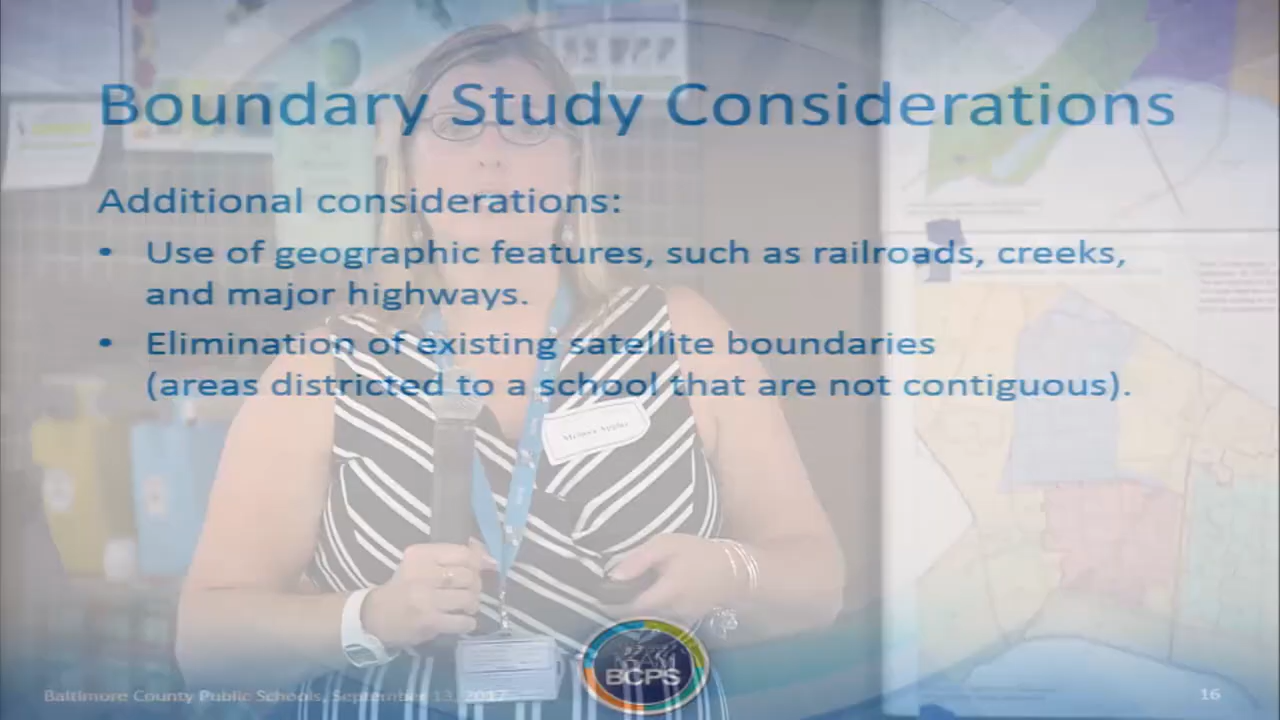 Boundary Study Considerations
Additional considerations:
• Use of geographic features, such as railroads, creeks,
and major highways.
• Elimination of existing satellite boundaries
(areas districted to a school that are not contiguous).
BCPS
Baltimore County Public Schools, September 13, 2017
16